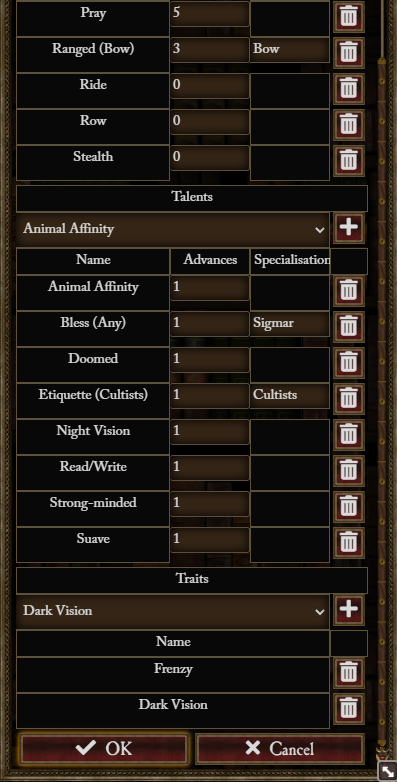 Pray 5
Ranged (Bow) 3 Bow
Ride 0
Row 0
Stealth 0
Talents
Animal Affinity
Name Advances Specialisation
Animal Affinity 1
Bless (Any) 1 Sigmar
Doomed 1
Etiquette (Cultists) 1 Cultists
Night Vision 1
Read/Write 1
Strong-minded 1
Suave 1
Traits
Dark Vision
Name
Frenzy
Dark Vision
OK Cancel